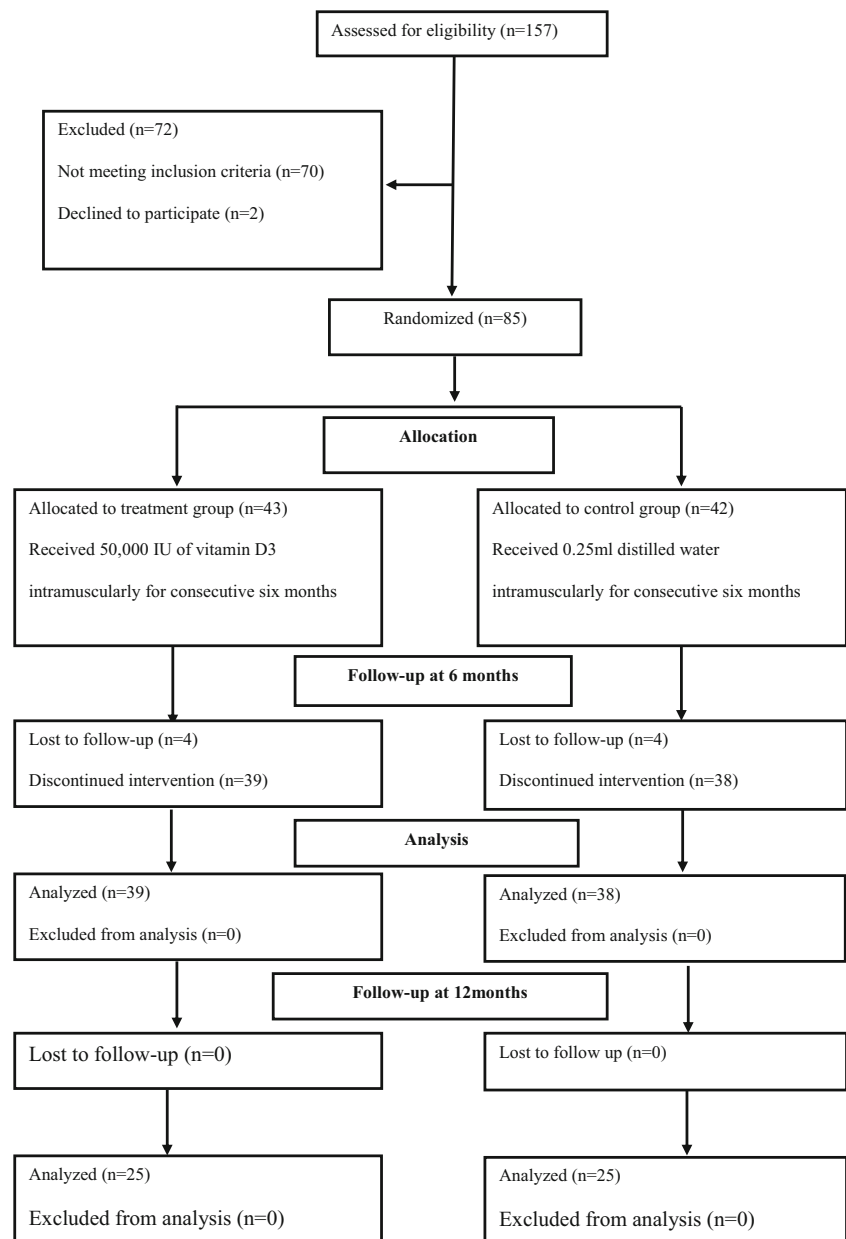 Assessed for eligibility (n=157)
Excluded (n=72)
Not meeting inclusion criteria (n=70)
Declined to participate (n=2)
Randomized (n=85)
Allocation
Allocated to treatment group (n=43)
Received 50,000 IU of vitamin D3
intramuscularly for consecutive six months
Allocated to control group (n=42)
Received 0.25ml distilled water
intramuscularly for consecutive six months
Follow-up at 6 months
Lost to follow-up (n=4)
Discontinued intervention (n=39)
Lost to follow-up (n=4)
Discontinued intervention (n=38)
Analysis
Analyzed (n=39)
Excluded from analysis (n=0)
Analyzed (n=38)
Excluded from analysis (n=0)
Follow-up at 12months
Lost to follow-up (n=0)
Lost to follow up (n=0)
Analyzed (n=25)
Excluded from analysis (n=0)
Analyzed (n=25)
Excluded from analysis (n=0)